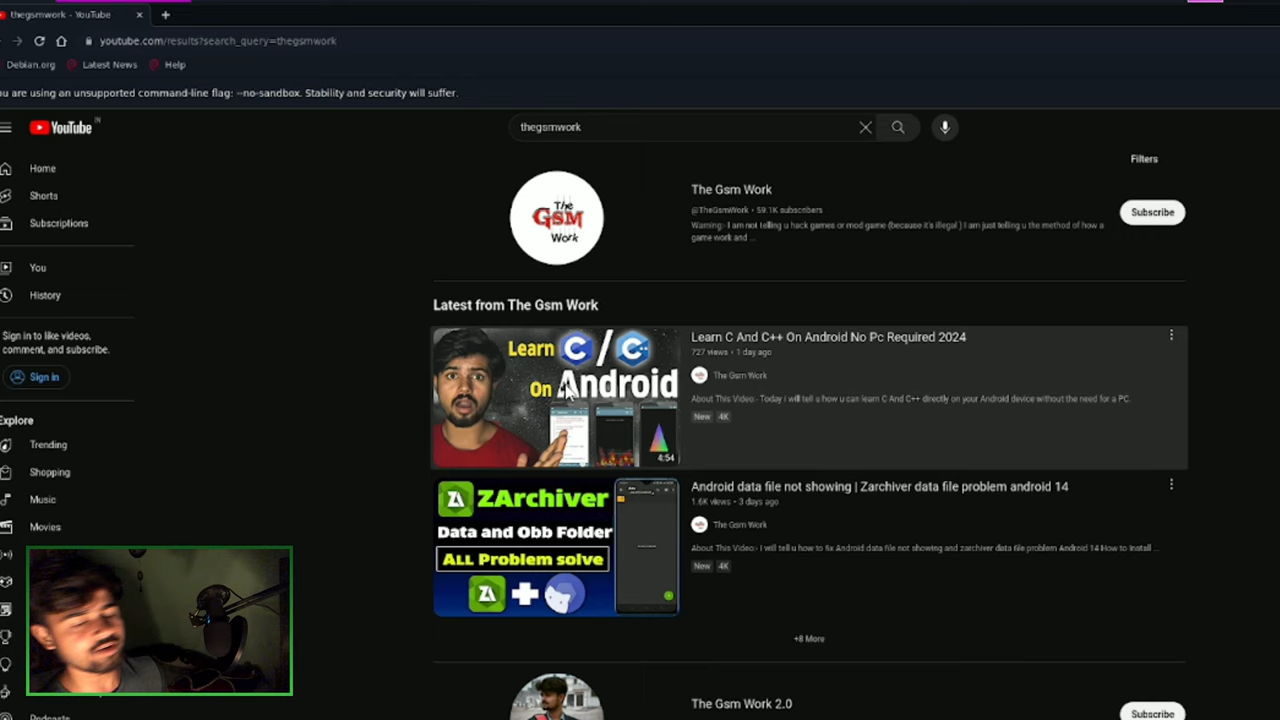 thegsmwork - YouTube
youtube.com/results?search_query=thegsmwork
Debian.org Latest News Help
ou are using an unsupported command-line flag: --no-sandbox. Stability and security will suffer.
YouTube IN
thegsmwork
Filters
Home
Shorts
Subscriptions
You
History
Sign in to like videos,
comment, and subscribe.
Sign in
Explore
Trending
Shopping
Music
Movies
The
GSM
Work
The Gsm Work
@TheGsmWork • 59.1K subscribers
Warning:- I am not telling u hack games or mod game (because it's illegal ) I am just telling u the method of how a
game work and ...
Subscribe
Latest from The Gsm Work
Learn C / C++
On Android
4:54
Learn C And C++ On Android No Pc Required 2024
727 views • 1 day ago
The Gsm Work
About This Video:- Today i will tell u how you can learn C And C++ directly on your Android device without the need for a PC.
New 4K
ZA ZArchiver
Data and Obb Folder
ALL Problem solve
ZA
Android data file not showing | Zarchiver data file problem android 14
1.6K views • 3 days ago
The Gsm Work
About This Video:- I will tell u how to fix Android data file not showing and zarchiver data file problem Android 14 How to Install ...
New 4K
+8 More
The Gsm Work 2.0
Subscribe
Podcasts